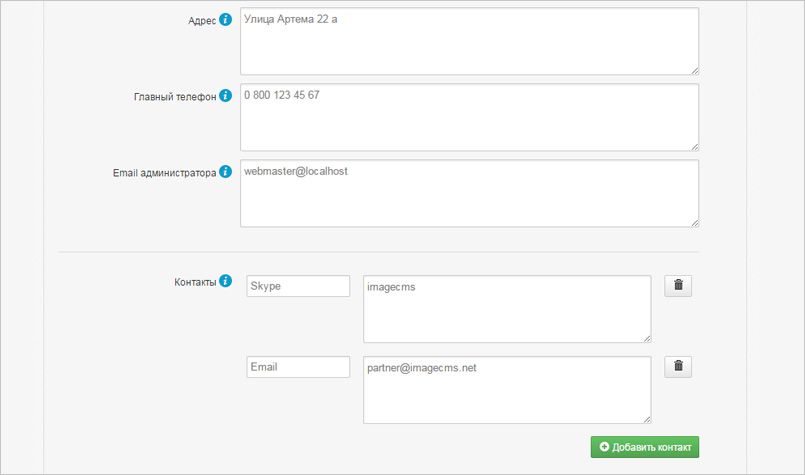 Адрес
Улица Артема 22 а
Главный телефон
0 800 123 45 67
Email администратора
webmaster@localhost
Контакты
Skype
imagecms
Email
partner@imagecms.net
Добавить контакт